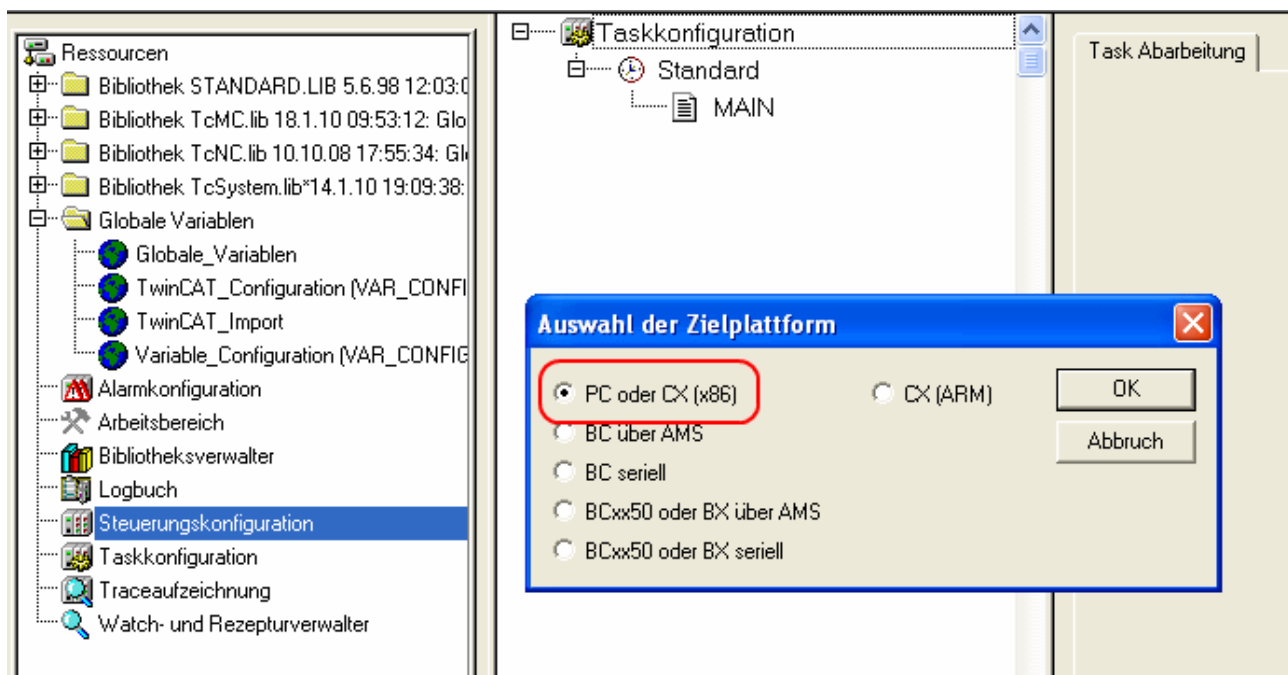 Ressourcen
Bibliothek STANDARD.LIB 5.6.98 12:03:0
Bibliothek TcMC.lib 18.1.10 09:53:12: Glo
Bibliothek TcNC.lib 10.10.08 17:55:34: Gl
Bibliothek TcSystem.lib*14.1.10 19:09:38:
Globale Variablen
Globale_Variablen
TwinCAT_Configuration (VAR_CONFI
TwinCAT_Import
Variable_Configuration (VAR_CONFIG
Alarmkonfiguration
Arbeitsbereich
Bibliotheksverwalter
Logbuch
Steuerungskonfiguration
Taskkonfiguration
Traceaufzeichnung
Watch- und Rezepturverwalter
Taskkonfiguration
Standard
MAIN
Task Abarbeitung
Auswahl der Zielplattform
PC oder CX (x86)
CX (ARM)
OK
BC über AMS
Abbruch
BC seriell
BCxx50 oder BX über AMS
BCxx50 oder BX seriell